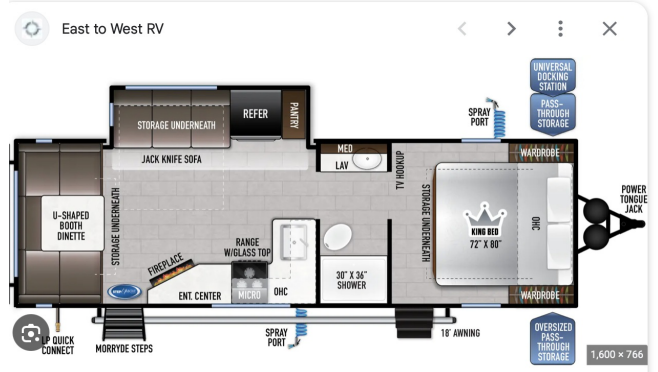 East to West RV
UNIVERSAL
DOCKING
STATION
PASS-
THROUGH
STORAGE
SPRAY
PORT
STORAGE UNDERNEATH
REFER
PANTRY
JACK KNIFE SOFA
MED
LAV
TV HOOKUP
WARDROBE
POWER
TONGUE
JACK
U-SHAPED
BOOTH
DINETTE
STORAGE UNDERNEATH
STORAGE UNDERNEATH
KING BED
72" X 80"
OHC
FIREPLACE
RANGE
W/GLASS TOP
ENT. CENTER
MICRO
OHC
30" X 36"
SHOWER
WARDROBE
LP QUICK
CONNECT
MORRYDE STEPS
SPRAY
PORT
18' AWNING
OVERSIZED
PASS-
THROUGH
STORAGE
1,600 × 766